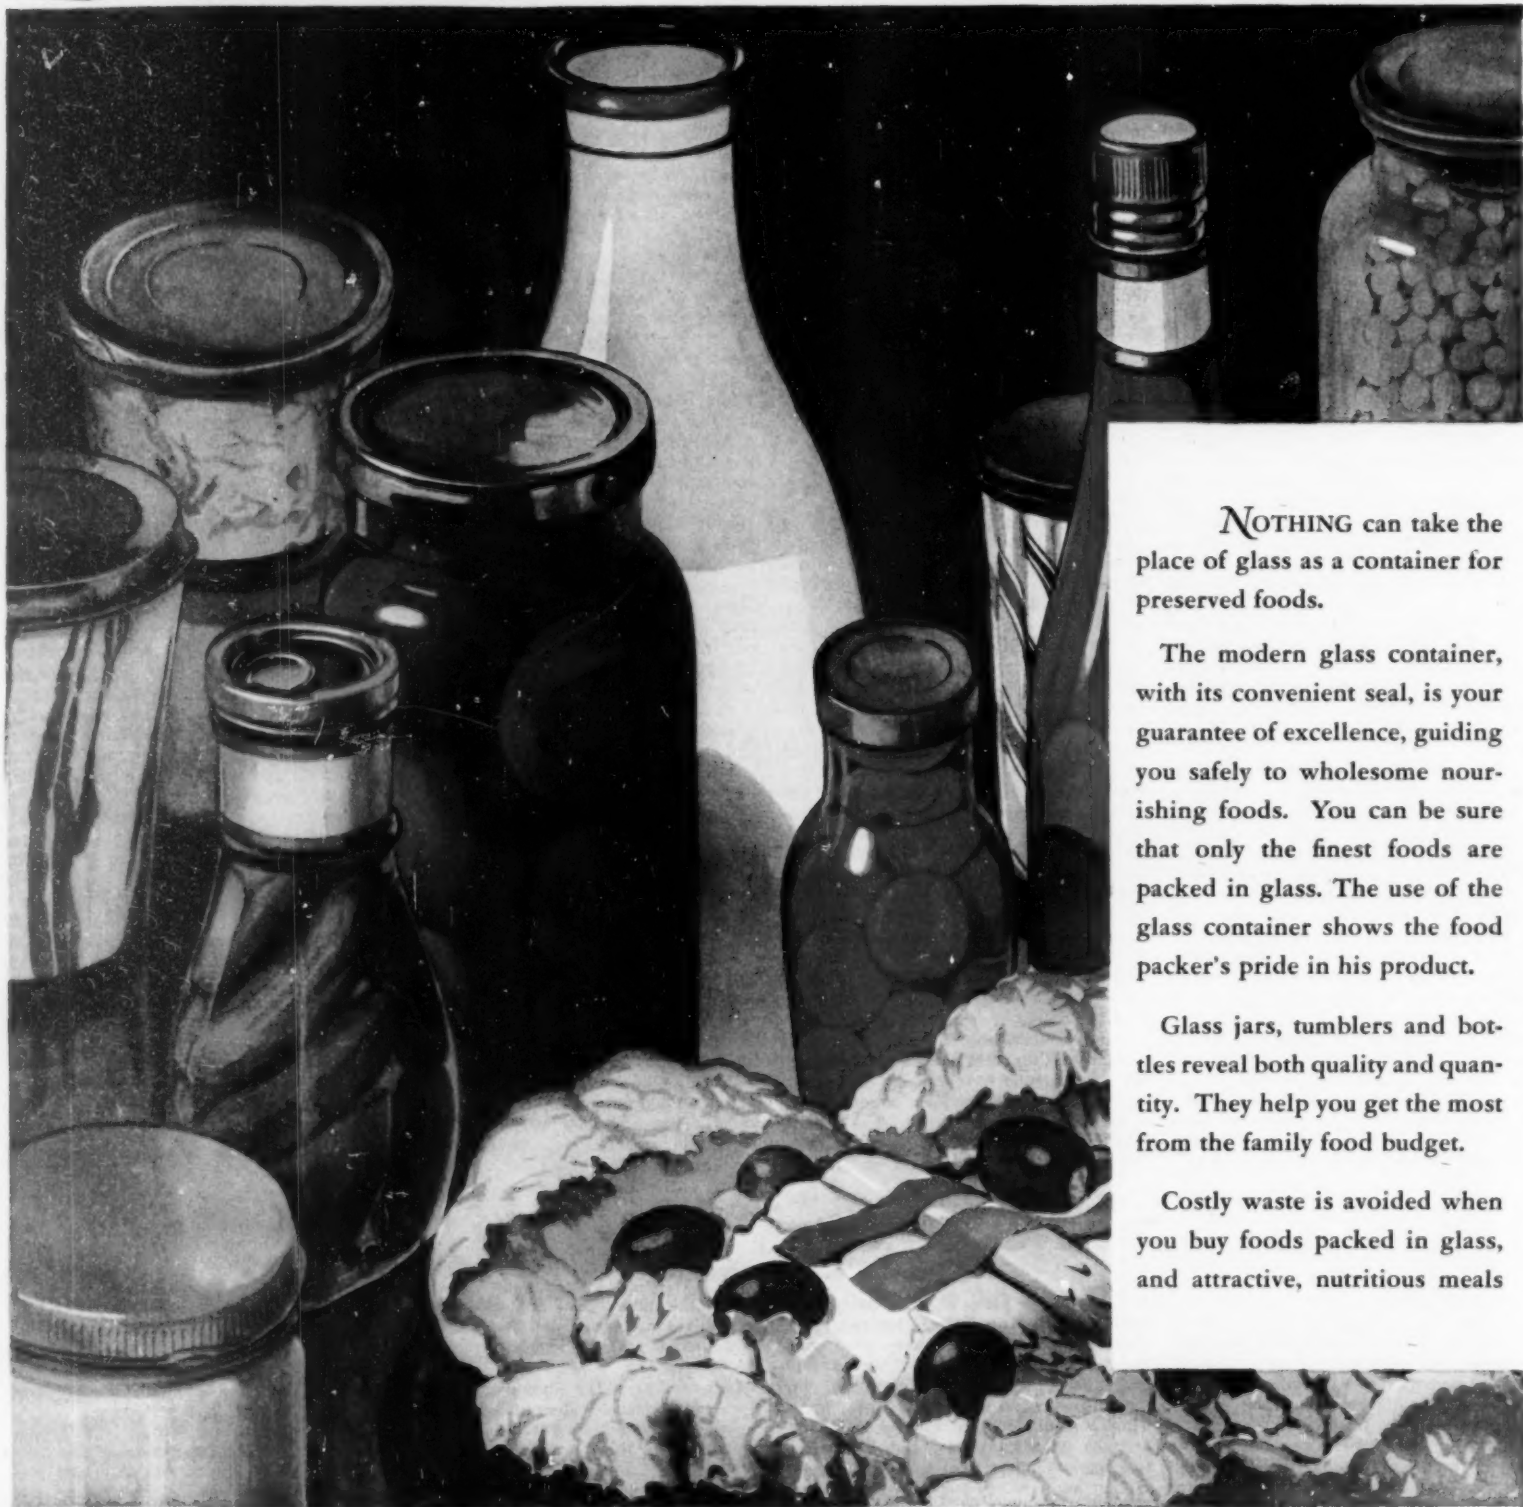 NOTHING can take the
place of glass as a container for
preserved foods.
The modern glass container,
with its convenient seal, is your
guarantee of excellence, guiding
you safely to wholesome nour-
ishing foods. You can be sure
that only the finest foods are
packed in glass. The use of the
glass container shows the food
packer's pride in his product.
Glass jars, tumblers and bot-
tles reveal both quality and quan-
tity. They help you get the most
from the family food budget.
Costly waste is avoided when
you buy foods packed in glass,
and attractive, nutritious meals